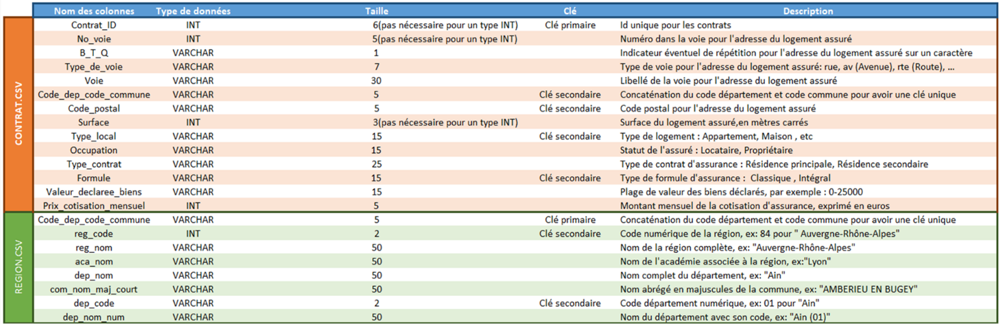 Nom des colonnes Type de données Taille Clé Description
CONTRAT.CSV
Contrat_ID INT 6(pas nécessaire pour un type INT) Clé primaire Id unique pour les contrats
No_voie INT 5(pas nécessaire pour un type INT) Numéro dans la voie pour l'adresse du logement assuré
B_T_Q VARCHAR 1 Indicateur éventuel de répétition pour l'adresse du logement assuré sur un caractère
Type_de_voie VARCHAR 7 Type de voie pour l'adresse du logement assuré: rue, av (Avenue), rte (Route), ...
Voie VARCHAR 30 Libellé de la voie pour l'adresse du logement assuré
Code_dep_code_commune VARCHAR 5 Clé secondaire Concaténation du code département et code commune pour avoir une clé unique
Code_postal VARCHAR 5 Clé secondaire Code postal pour l'adresse du logement assuré
Surface INT 3(pas nécessaire pour un type INT) Surface du logement assuré,en mètres carrés
Type_local VARCHAR 15 Clé secondaire Type de logement : Appartement, Maison , etc
Occupation VARCHAR 15 Statut de l'assuré : Locataire, Propriétaire
Type_contrat VARCHAR 25 Type de contrat d'assurance : Résidence principale, Résidence secondaire
Formule VARCHAR 15 Clé secondaire Type de formule d'assurance : Classique , Intégral
Valeur_declaree_biens VARCHAR 15 Plage de valeur des biens déclarés, par exemple : 0-25000
Prix_cotisation_mensuel INT 5 Montant mensuel de la cotisation d'assurance, exprimé en euros
REGION.CSV
Code_dep_code_commune VARCHAR 5 Clé primaire Concaténation du code département et code commune pour avoir une clé unique
reg_code INT 2 Clé secondaire Code numérique de la région, ex: 84 pour " Auvergne-Rhône-Alpes"
reg_nom VARCHAR 50 Nom de la région complète, ex: "Auvergne-Rhône-Alpes"
aca_nom VARCHAR 50 Nom de l'académie associée à la région, ex:"Lyon"
dep_nom VARCHAR 50 Nom complet du département, ex: "Ain"
com_nom_maj_court VARCHAR 50 Nom abrégé en majuscules de la commune, ex: "AMBERIEU EN BUGEY"
dep_code VARCHAR 2 Clé secondaire Code département numérique, ex: 01 pour "Ain"
dep_nom_num VARCHAR 50 Nom du département avec son code, ex: "Ain (01)"